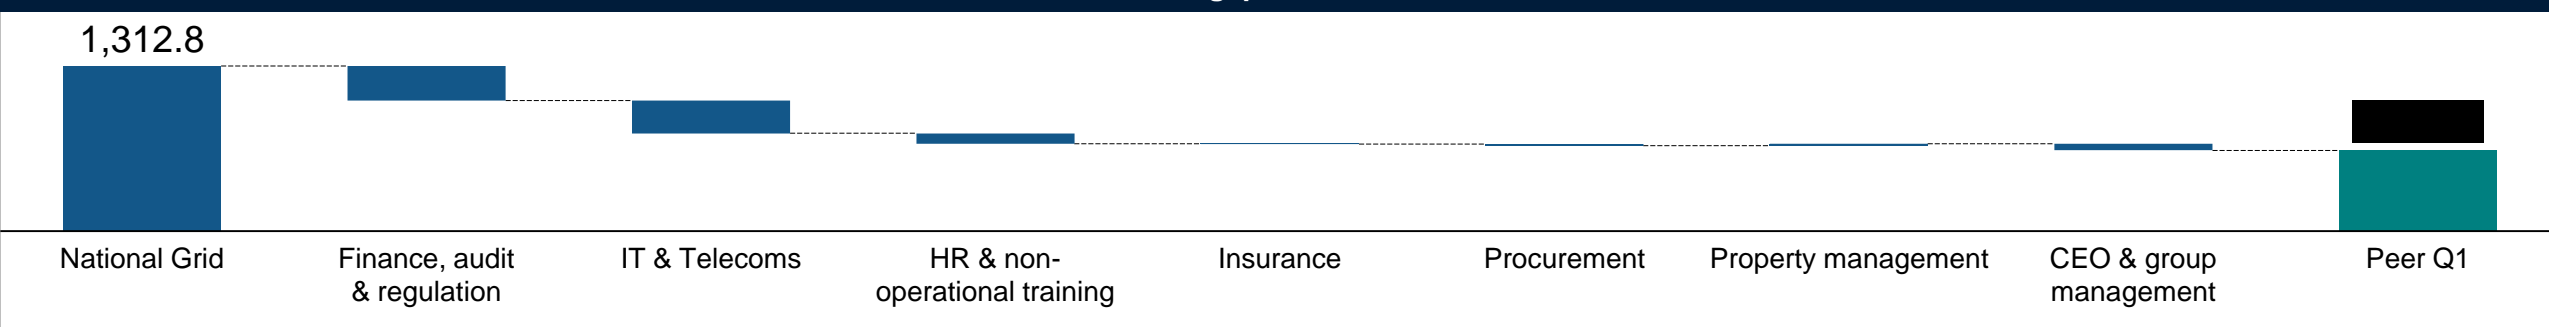 1,312.8
National Grid
Finance, audit
& regulation
IT & Telecoms
HR & non-
operational training
Insurance
Procurement
Property management
CEO & group
management
Peer Q1